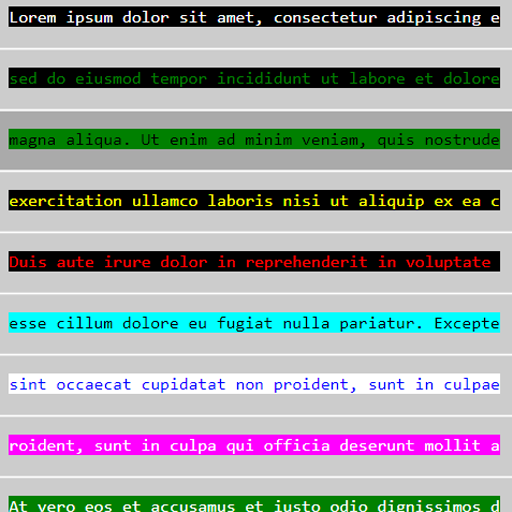 Lorem ipsum dolor sit amet, consectetur adipiscing e
sed do eiusmod tempor incididunt ut labore et dolore
magna aliqua. Ut enim ad minim veniam, quis nostrude
exercitation ullamco laboris nisi ut aliquip ex ea c
Duis aute irure dolor in reprehenderit in voluptate
esse cillum dolore eu fugiat nulla pariatur. Excepte
sint occaecat cupidatat non proident, sunt in culpae
roident, sunt in culpa qui officia deserunt mollit a
At vero eos et accusamus et iusto odio dignissimos d